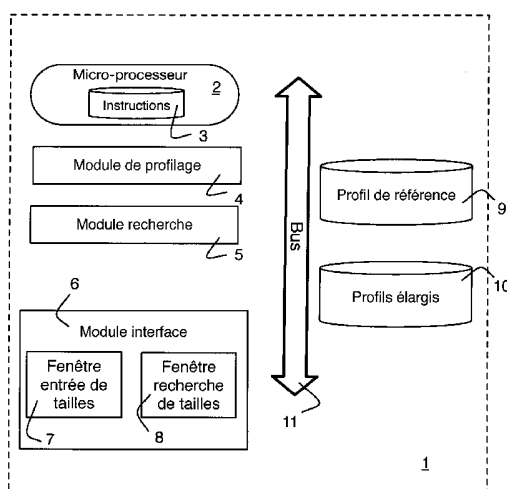 Micro-processeur
2
Instructions
3
Module de profilage
4
Module recherche
5
6
Module interface
Fenêtre
entrée de
tailles
7
Fenêtre
recherche
de tailles
8
Bus
11
Profil de référence
9
Profils élargis
10
1